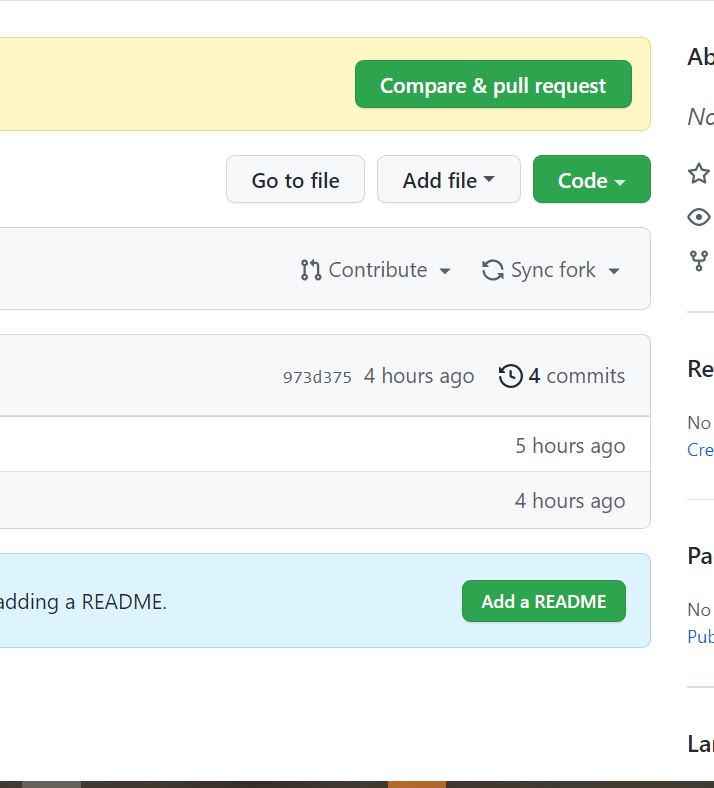 Compare & pull request
Go to file Add file Code
Contribute Sync fork
973d375 4 hours ago 4 commits
5 hours ago
4 hours ago
adding a README. Add a README
Ab
No
Re
No
Cre
Pa
No
Pub
Lan